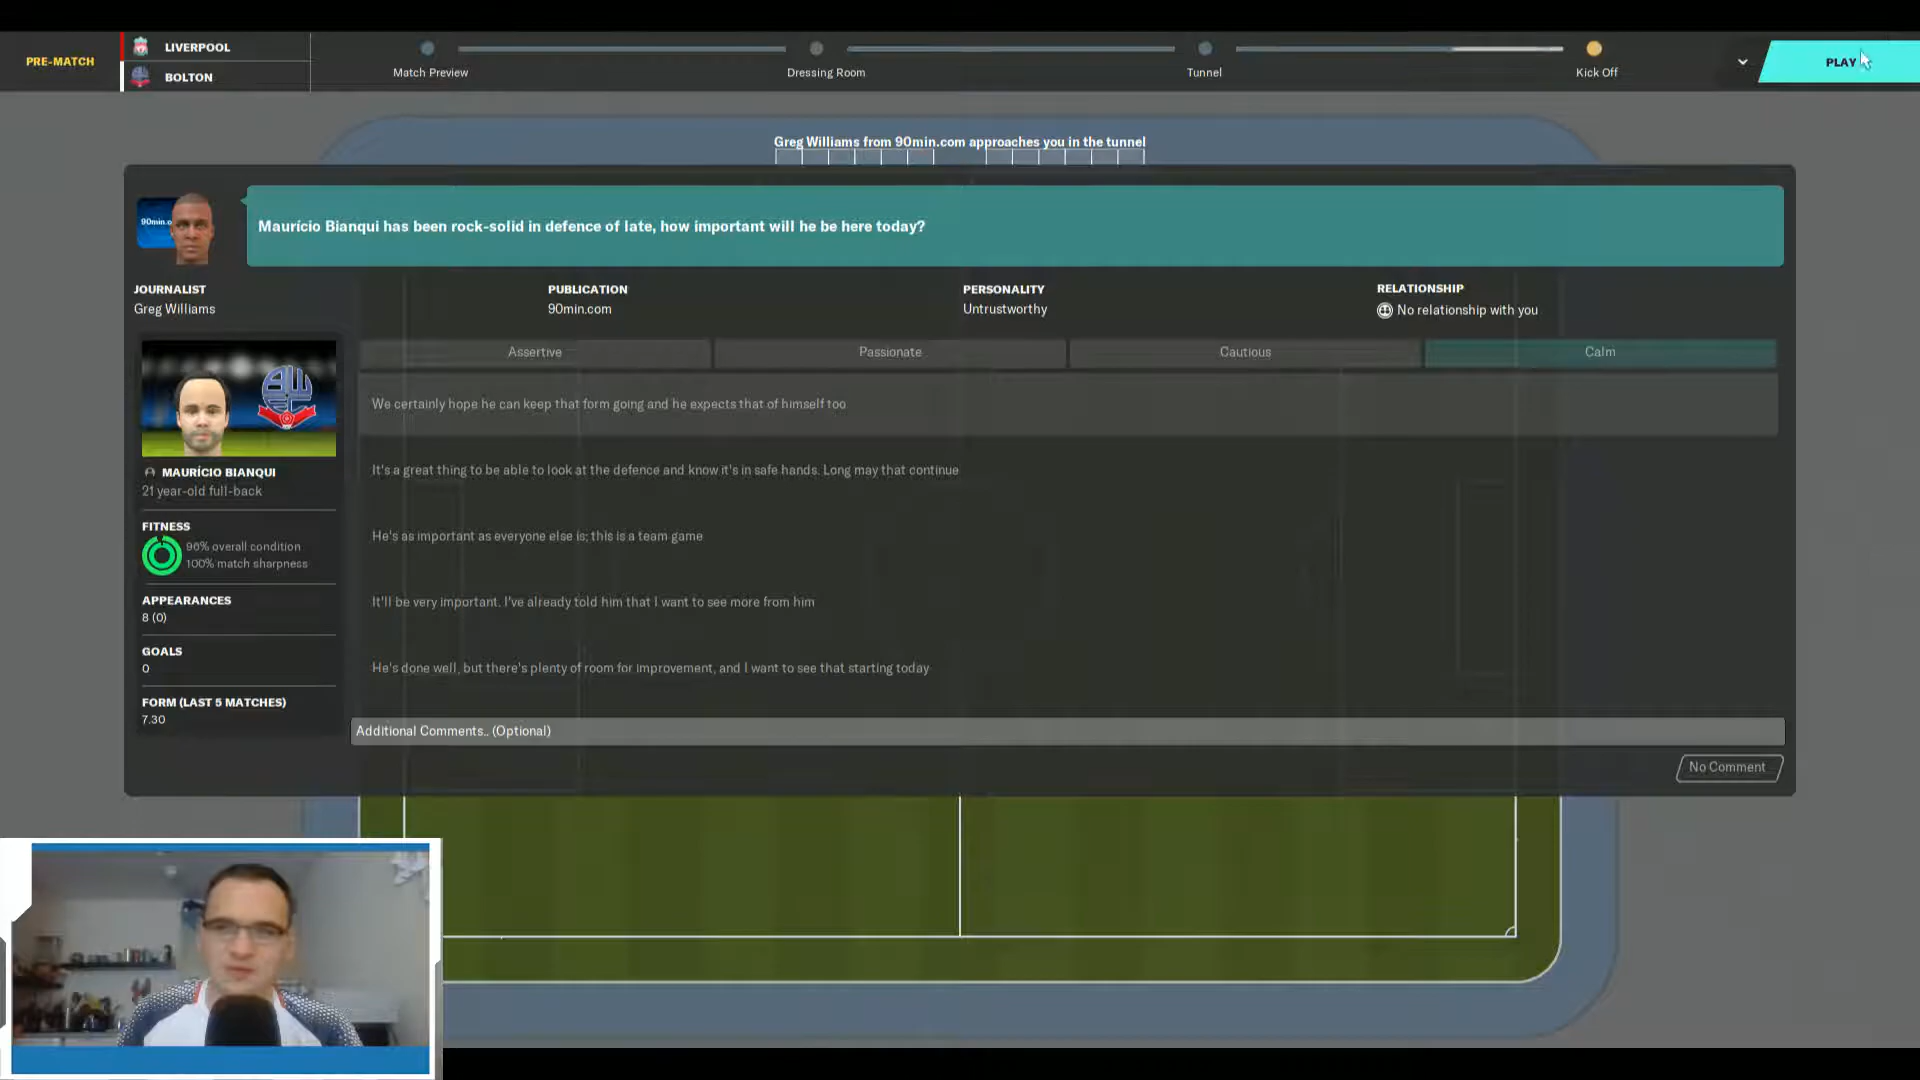 PRE-MATCH
LIVERPOOL
BOLTON
Match Preview
Dressing Room
Tunnel
Kick Off
PLAY
Greg Williams from 90min.com approaches you in the tunnel
90min.c
Maurício Bianqui has been rock-solid in defence of late, how important will he be here today?
JOURNALIST
Greg Williams
PUBLICATION
90min.com
PERSONALITY
Untrustworthy
RELATIONSHIP
No relationship with you
Assertive
Passionate
Cautious
Calm
We certainly hope he can keep that form going and he expects that of himself too
It's a great thing to be able to look at the defence and know it's in safe hands. Long may that continue
He's as important as everyone else is; this is a team game
It'll be very important. I've already told him that I want to see more from him
He's done well, but there's plenty of room for improvement, and I want to see that starting today
MAURÍCIO BIANQUI
21 year-old full-back
FITNESS
96% overall condition
100% match sharpness
APPEARANCES
8 (0)
GOALS
0
FORM (LAST 5 MATCHES)
7.30
Additional Comments.. (Optional)
No Comment